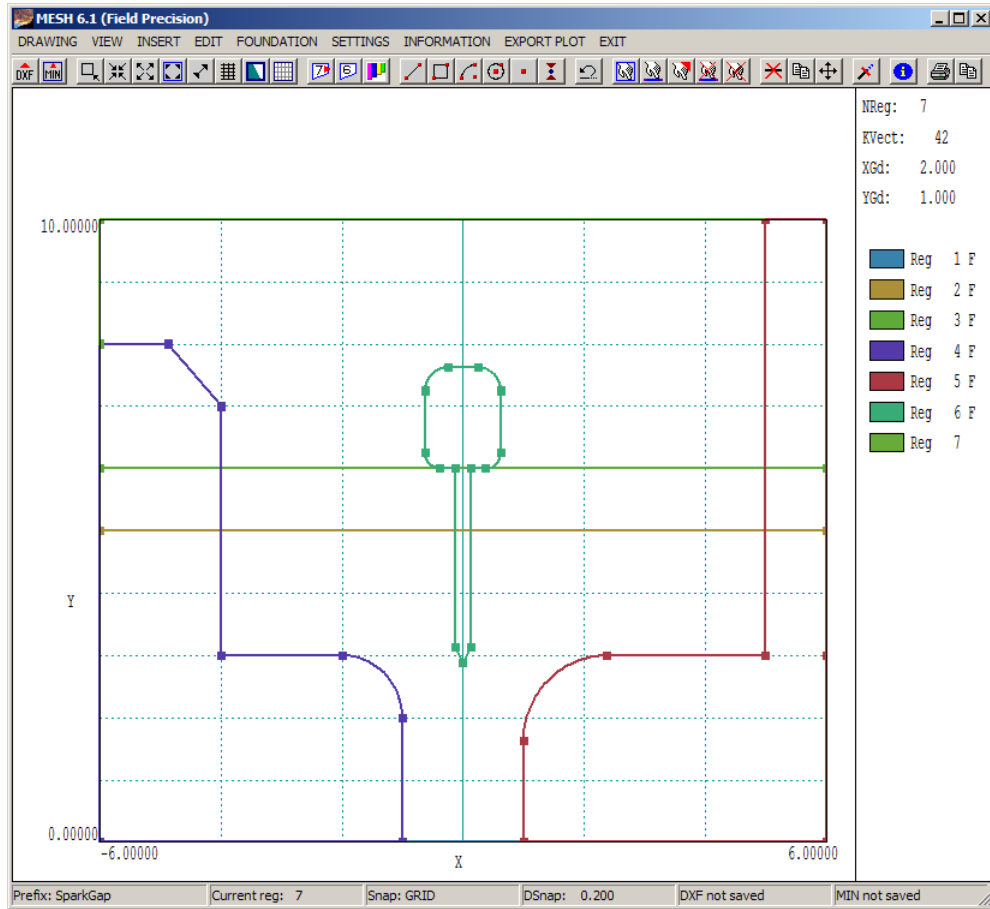 MESH 6.1 (Field Precision)
DRAWING VIEW INSERT EDIT FOUNDATION SETTINGS INFORMATION EXPORT PLOT EXIT
DXF MIN 7 6
NReg: 7
KVect: 42
XGd: 2.000
YGd: 1.000
10.00000
Reg 1 F
Reg 2 F
Reg 3 F
Reg 4 F
Reg 5 F
Reg 6 F
Reg 7
Y
0.00000
-6.00000
X
6.00000
Prefix: SparkGap
Current reg: 7
Snap: GRID
DSnap: 0.200
DXF not saved
MIN not saved